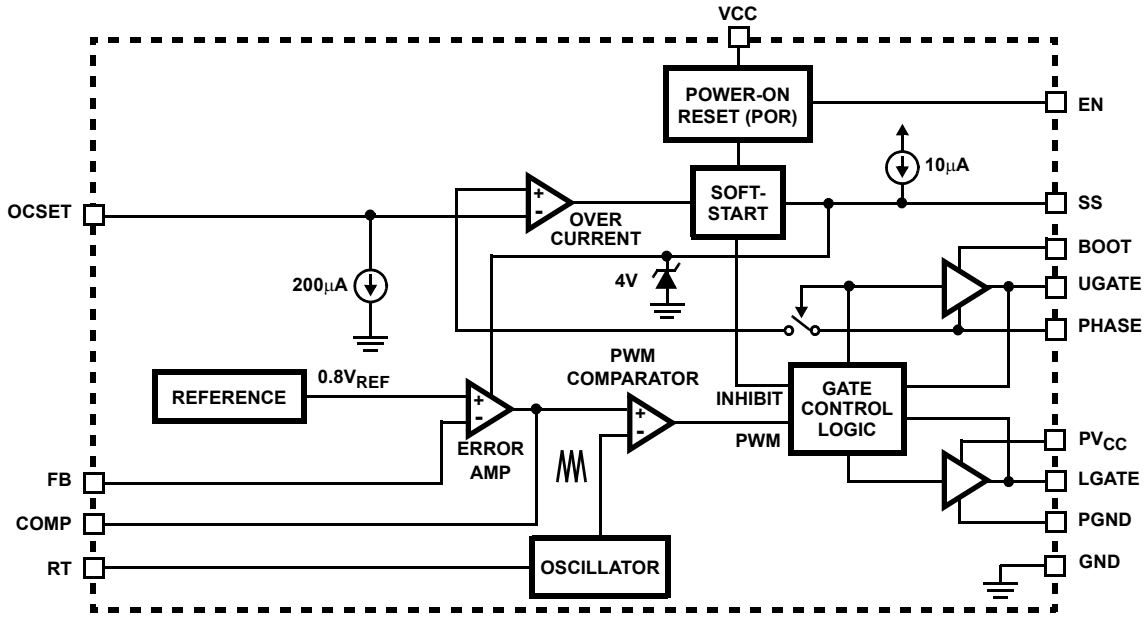 VCC
POWER-ON
RESET (POR)
EN
10μA
OCSET
+
-
OVER
CURRENT
SOFT-
START
SS
BOOT
200μA
4V
UGATE
PHASE
PWM
COMPARATOR
REFERENCE
0.8VREF
+
-
ERROR
AMP
+
-
INHIBIT
PWM
GATE
CONTROL
LOGIC
PVCC
FB
LGATE
COMP
PGND
RT
OSCILLATOR
GND